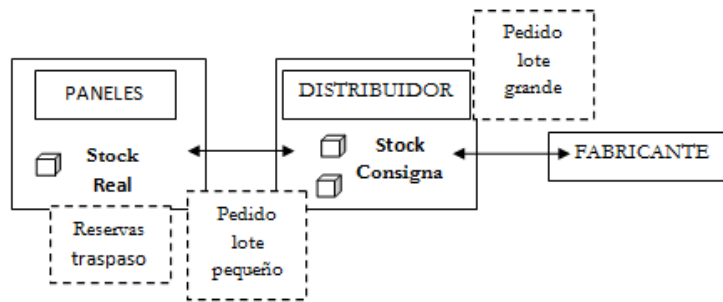 Pedido
lote
grande
PANELES
DISTRIBUIDOR
Stock
Real
Stock
Consigna
FABRICANTE
Reservas
traspaso
Pedido
lote
pequeño